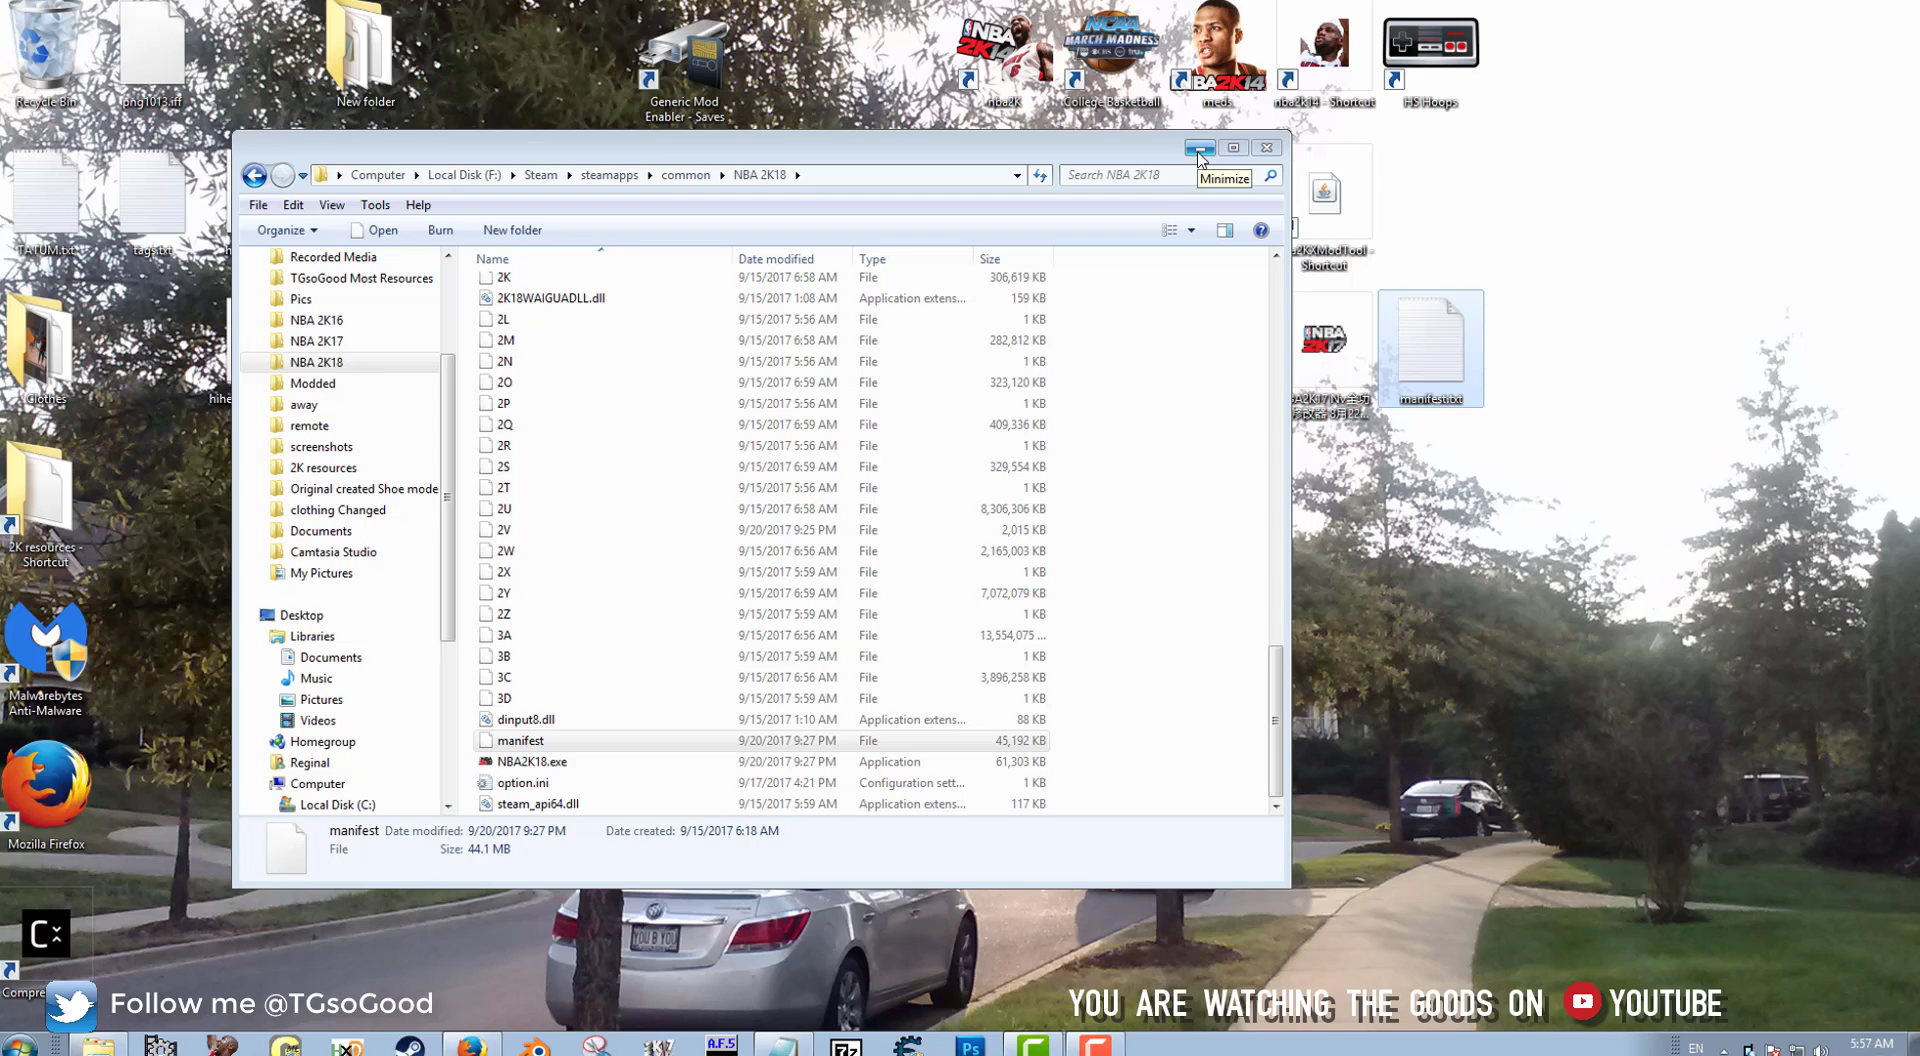 Recycle Bin
png1013.iff
New folder
Generic Mod
Enabler - Saves
nba2K
College Basketball
meds
nba2k14 - Shortcut
HS Hoops
Minimize
Computer
Local Disk (F:)
Steam
steamapps
common
NBA 2K18
Search NBA 2K18
File Edit View Tools Help
Organize
Open
Burn
New folder
TATUM.txt
tags.txt
Clothes
2K resources -
Shortcut
Malwarebytes
Anti-Malware
Mozilla Firefox
Recorded Media
TGsoGood Most Resources
Pics
NBA 2K16
NBA 2K17
NBA 2K18
Modded
away
remote
screenshots
2K resources
Original created Shoe mode
clothing Changed
Documents
Camtasia Studio
My Pictures
Desktop
Libraries
Documents
Music
Pictures
Videos
Homegroup
Reginal
Computer
Local Disk (C:)
Name Date modified Type Size
2K 9/15/2017 6:58 AM File 306,619 KB
2K18WAIGUADLL.dll 9/15/2017 1:08 AM Application extens... 159 KB
2L 9/15/2017 5:56 AM File 1 KB
2M 9/15/2017 6:58 AM File 282,812 KB
2N 9/15/2017 5:56 AM File 1 KB
2O 9/15/2017 6:59 AM File 323,120 KB
2P 9/15/2017 5:56 AM File 1 KB
2Q 9/15/2017 6:59 AM File 409,336 KB
2R 9/15/2017 5:56 AM File 1 KB
2S 9/15/2017 6:59 AM File 329,554 KB
2T 9/15/2017 5:56 AM File 1 KB
2U 9/15/2017 6:58 AM File 8,306,306 KB
2V 9/20/2017 9:25 PM File 2,015 KB
2W 9/15/2017 6:56 AM File 2,165,003 KB
2X 9/15/2017 5:56 AM File 1 KB
2Y 9/15/2017 6:59 AM File 7,072,079 KB
2Z 9/15/2017 5:56 AM File 1 KB
3A 9/15/2017 6:56 AM File 13,554,075 ...
3B 9/15/2017 5:59 AM File 1 KB
3C 9/15/2017 6:56 AM File 3,896,258 KB
3D 9/15/2017 5:59 AM File 1 KB
dinput8.dll 9/15/2017 1:10 AM Application extens... 88 KB
manifest 9/20/2017 9:27 PM File 45,192 KB
NBA2K18.exe 9/20/2017 9:27 PM Application 61,303 KB
option.ini 9/17/2017 4:21 PM Configuration sett... 1 KB
steam_api64.dll 9/15/2017 5:59 AM Application extens... 117 KB
manifest Date modified: 9/20/2017 9:27 PM Date created: 9/15/2017 6:18 AM
File Size: 44.1 MB
Shortcut
manifest.txt
YOU B YOU
Follow me @TGsoGood
YOU ARE WATCHING THE GOODS ON YOUTUBE
A.F.5
7z
Ps
EN
5:57 AM